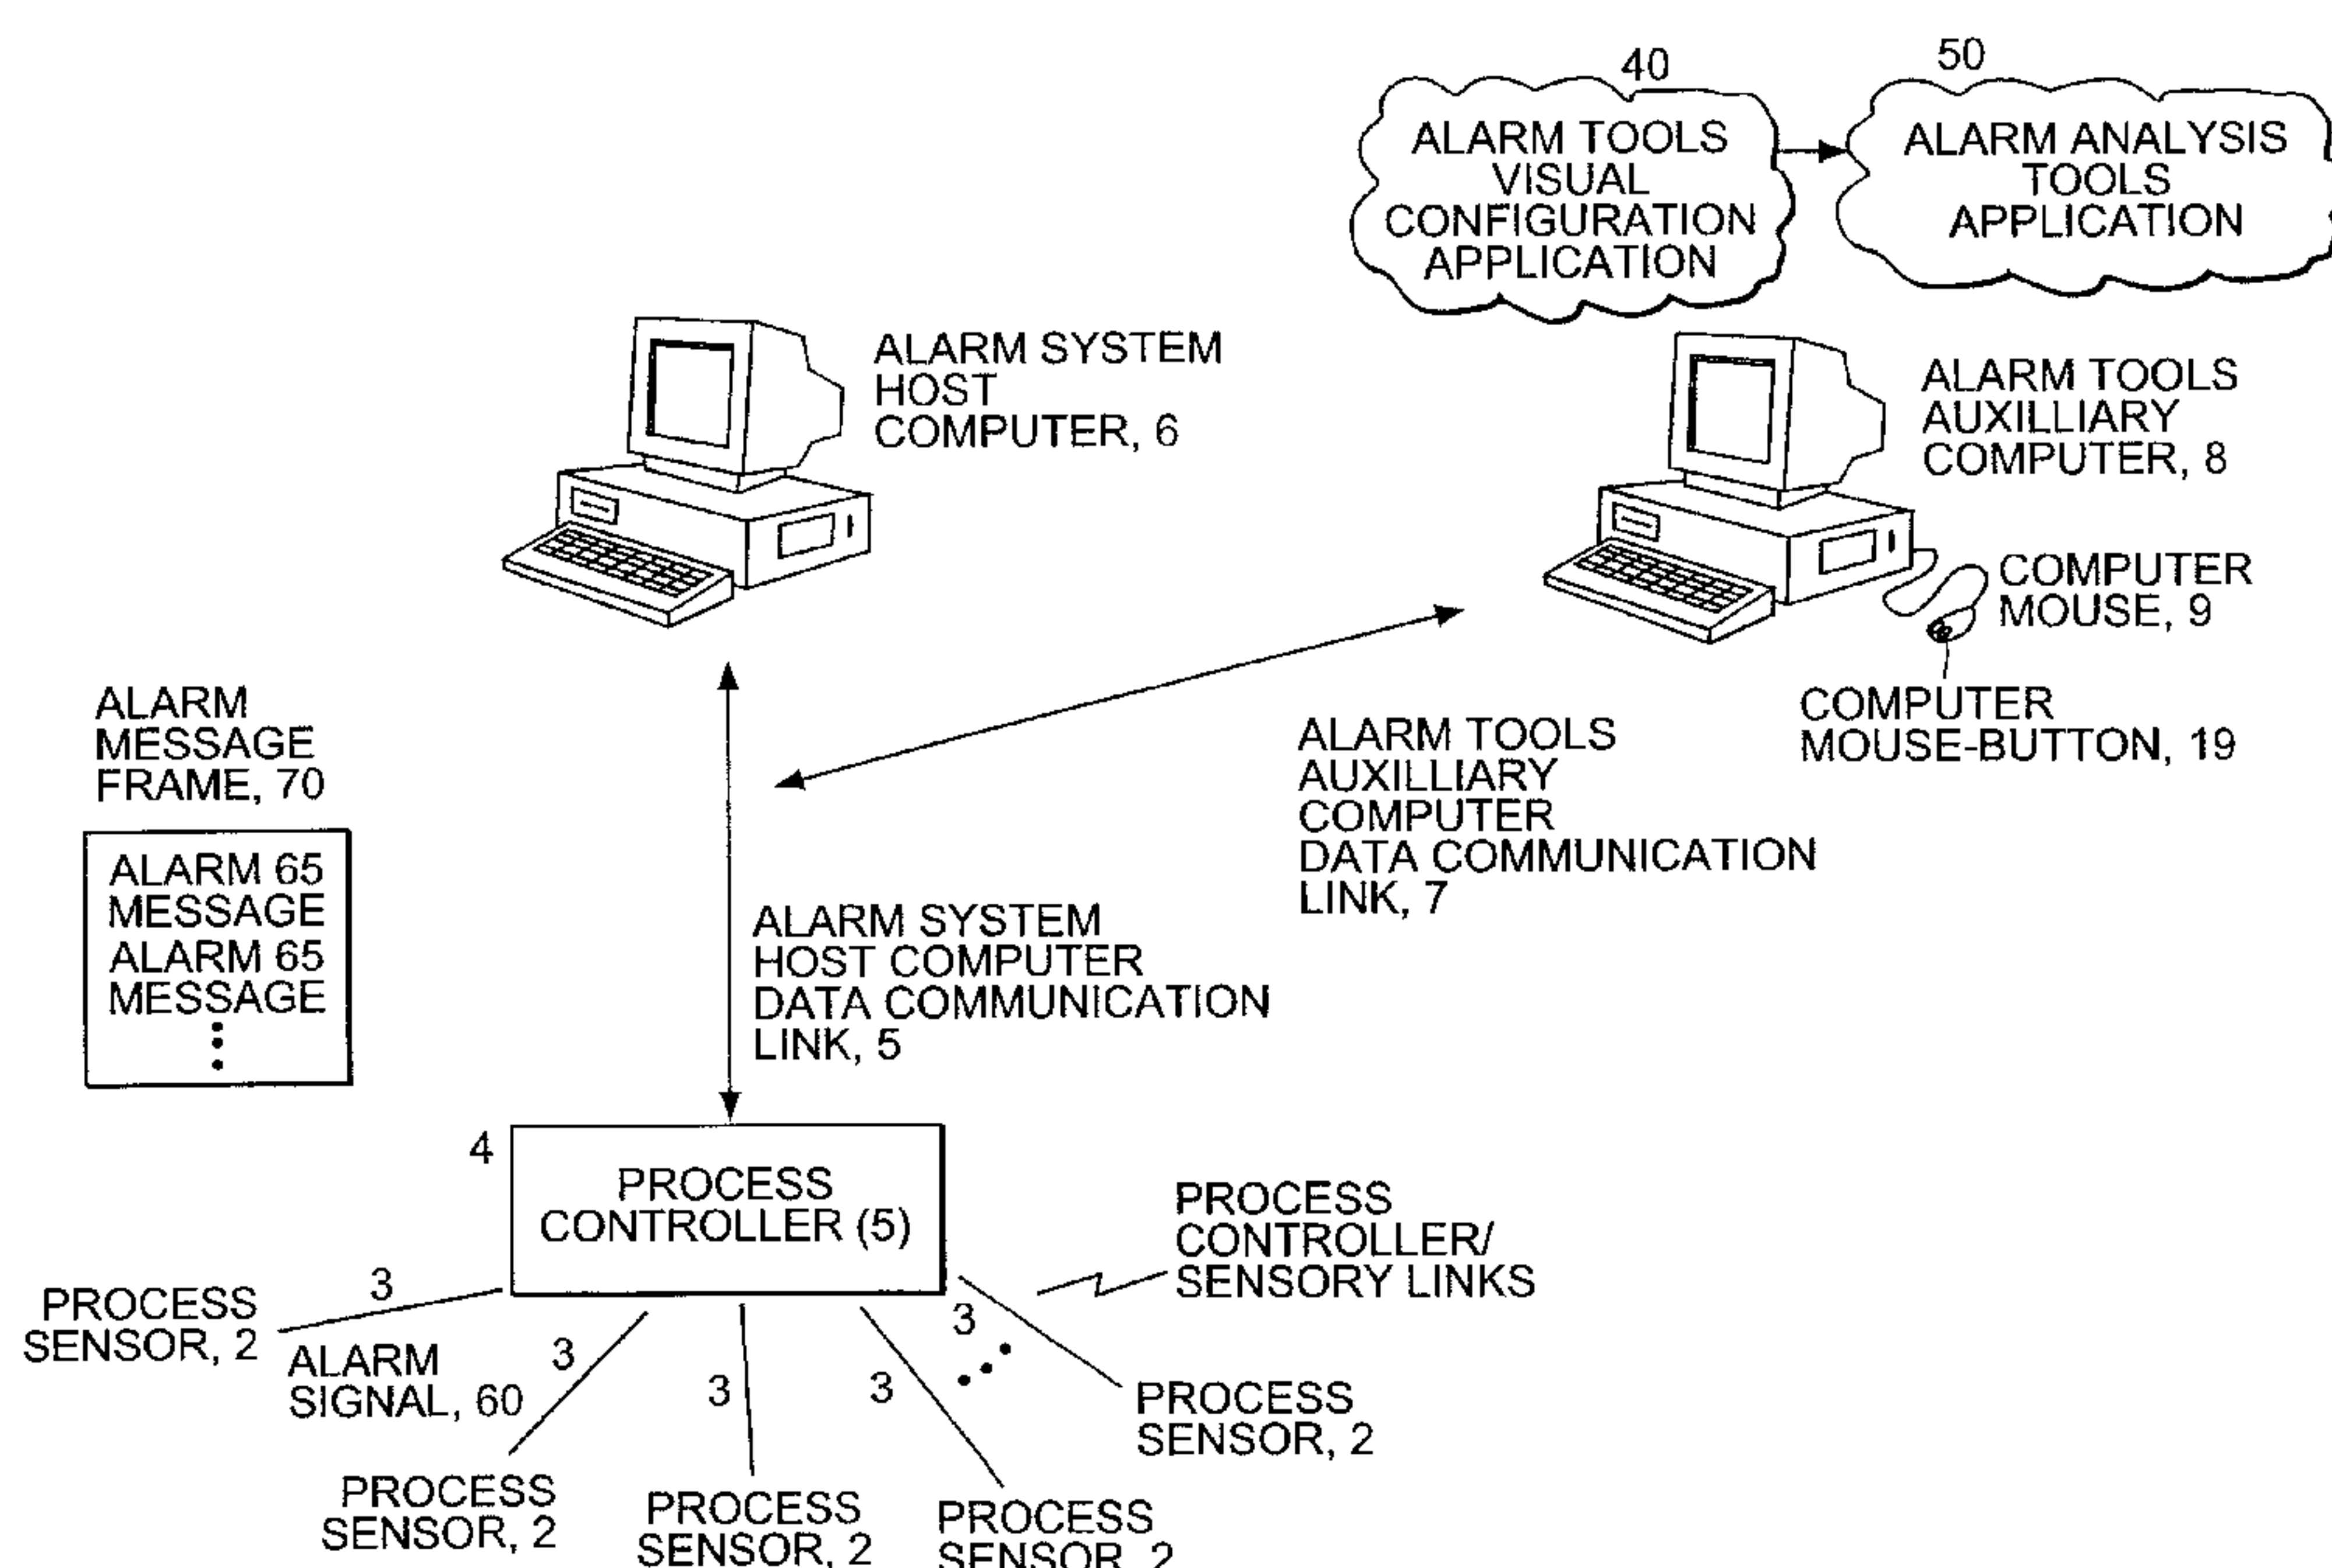 40
50
ALARM TOOLS
VISUAL
CONFIGURATION
APPLICATION
ALARM ANALYSIS
TOOLS
APPLICATION
ALARM SYSTEM
HOST
COMPUTER, 6
ALARM TOOLS
AUXILLIARY
COMPUTER, 8
COMPUTER
MOUSE, 9
COMPUTER
MOUSE-BUTTON, 19
ALARM
MESSAGE
FRAME, 70
ALARM 65
MESSAGE
ALARM 65
MESSAGE
ALARM TOOLS
AUXILLIARY
COMPUTER
DATA COMMUNICATION
LINK, 7
ALARM SYSTEM
HOST COMPUTER
DATA COMMUNICATION
LINK, 5
4
PROCESS
CONTROLLER (5)
PROCESS
CONTROLLER/
SENSORY LINKS
3
3
3
3
3
PROCESS
SENSOR, 2
ALARM
SIGNAL, 60
PROCESS
SENSOR, 2
PROCESS
SENSOR, 2
PROCESS
SENSOR, 2
PROCESS
SENSOR, 2